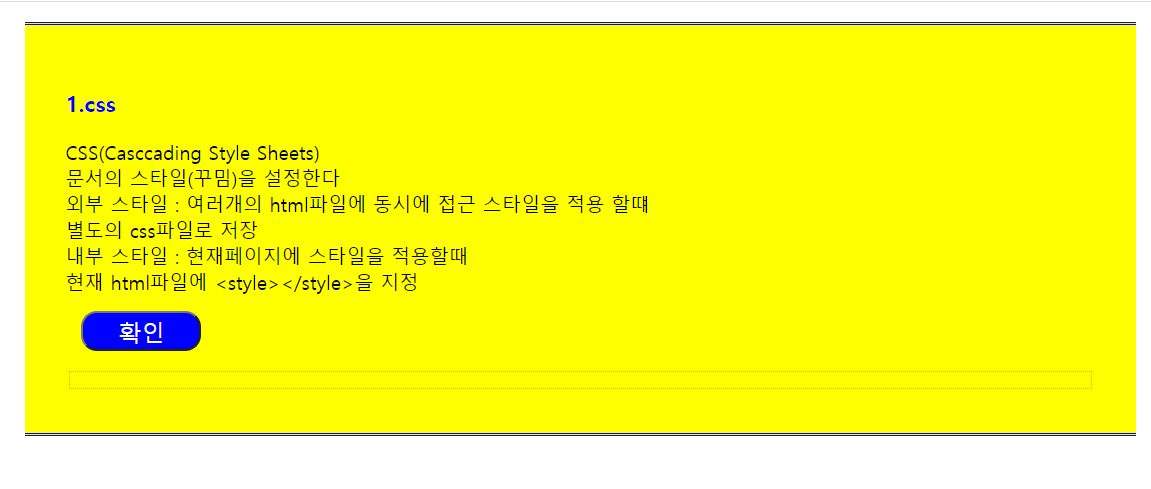 1.css
CSS(Casccading Style Sheets)
문서의 스타일(꾸밈)을 설정한다
외부 스타일 : 여러개의 html파일에 동시에 접근 스타일을 적용 할떄
별도의 css파일로 저장
내부 스타일 : 현재페이지에 스타일을 적용할때
현재 html파일에 <style></style>을 지정
확인